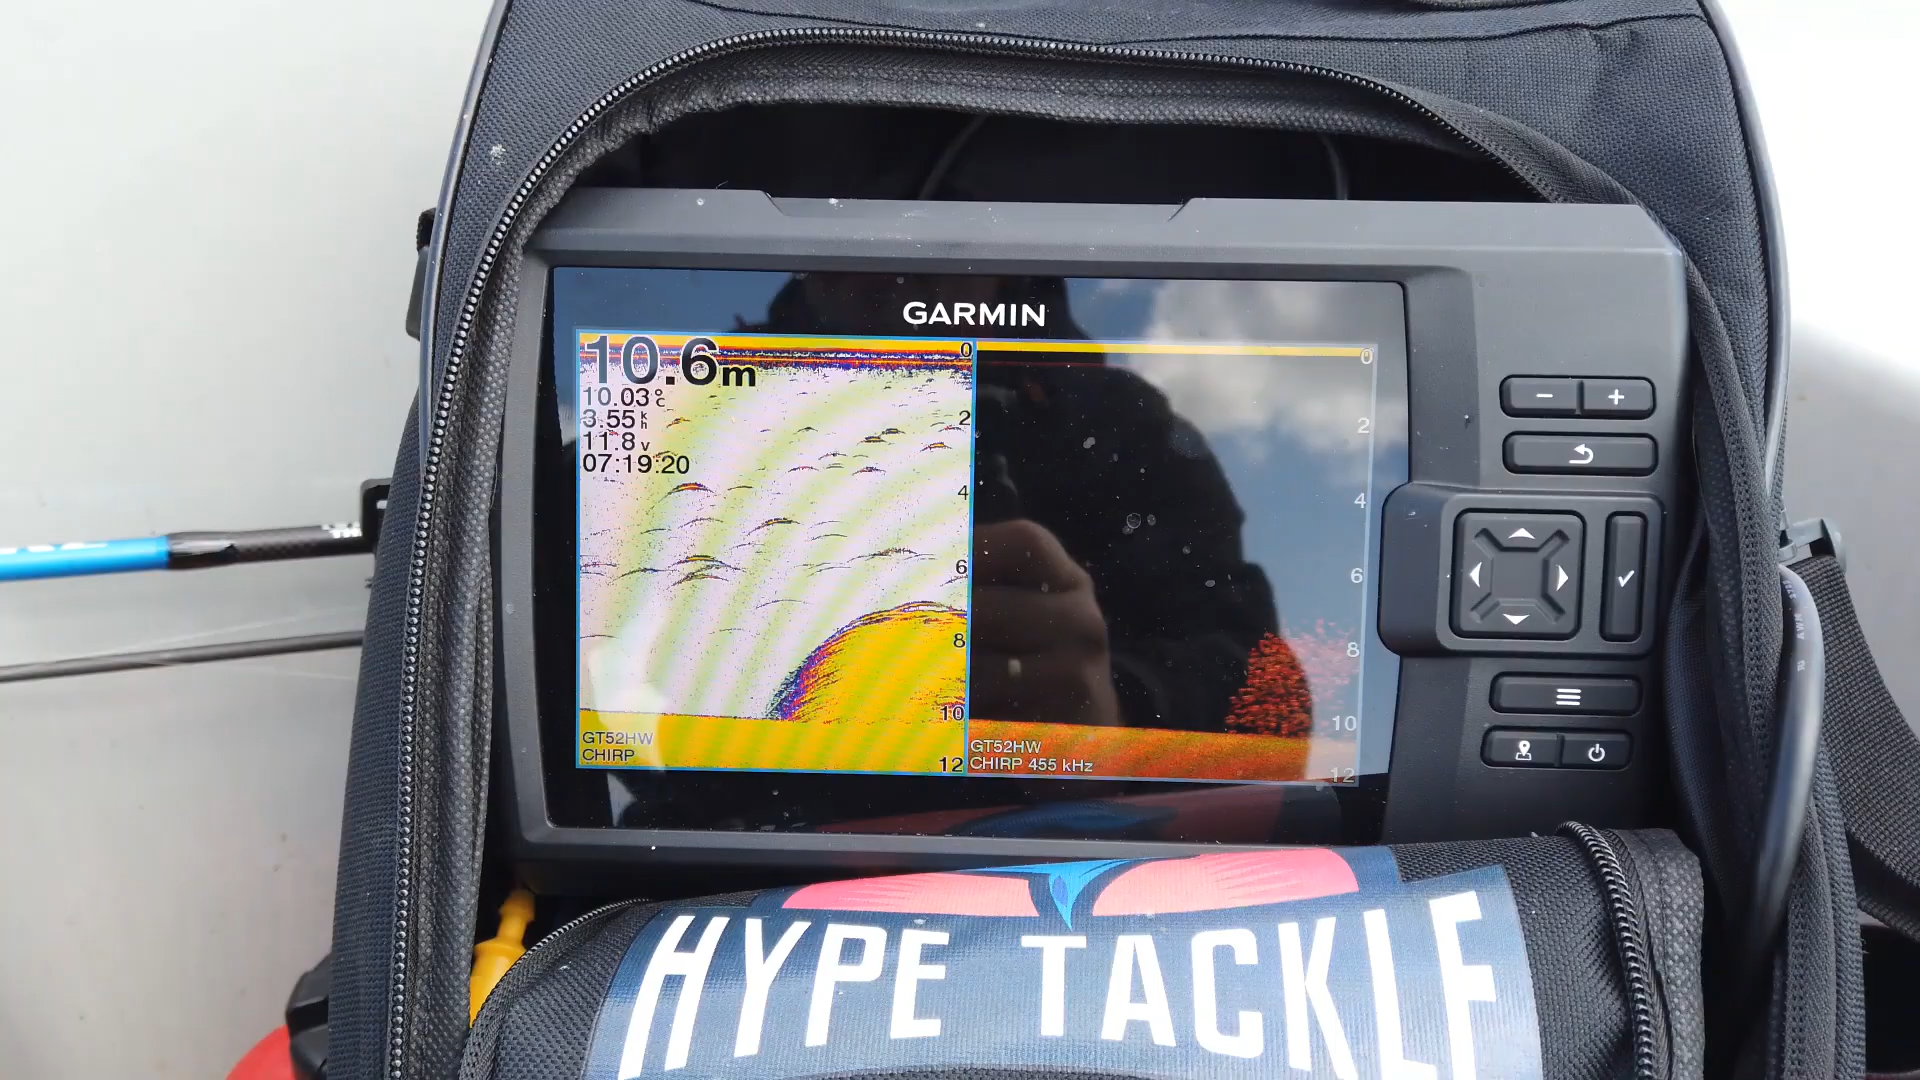 GARMIN
10.6m
10.03°C
3.55 k/h
11.8 v
07:19:20
0
2
4
6
8
10
12
GT52HW
CHIRP
0
2
4
6
8
10
12
GT52HW
CHIRP 455 kHz
HYPE TACKLE